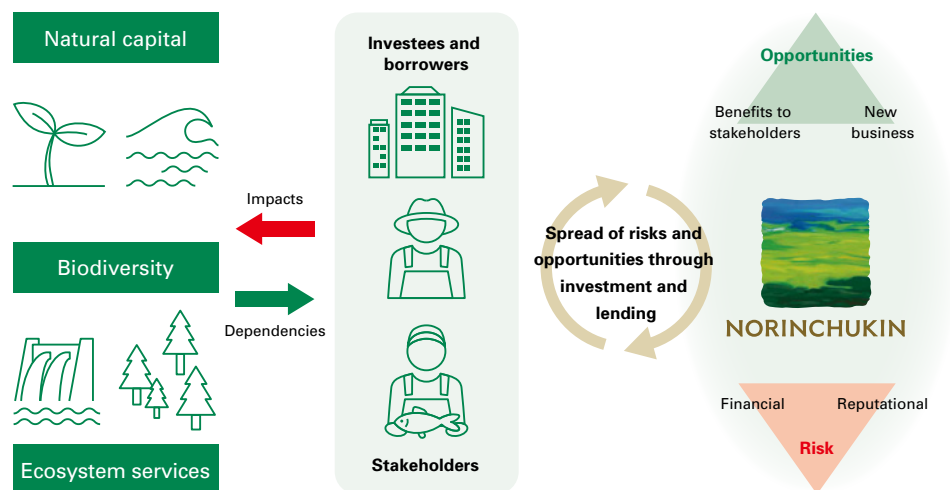 Natural capital
Biodiversity
Ecosystem services
Impacts
Dependencies
Investees and
borrowers
Stakeholders
Spread of risks and
opportunities through
investment and
lending
Opportunities
Benefits to
stakeholders
New
business
NORINCHUKIN
Financial
Reputational
Risk